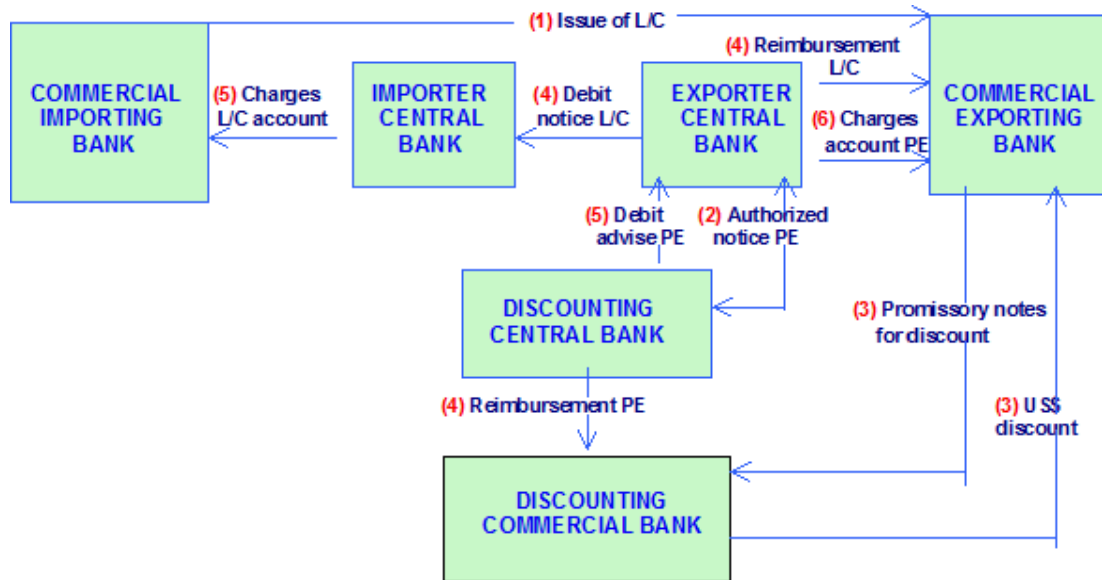 (1) Issue of L/C
(4) Reimbursement
L/C
COMMERCIAL
IMPORTING
BANK
(5) Charges
L/C account
IMPORTER
CENTRAL
BANK
(4) Debit
notice L/C
EXPORTER
CENTRAL
BANK
(6) Charges
account PE
COMMERCIAL
EXPORTING
BANK
(5) Debit
advise PE
(2) Authorized
notice PE
DISCOUNTING
CENTRAL BANK
(3) Promissory notes
for discount
(4) Reimbursement PE
(3) US$
discount
DISCOUNTING
COMMERCIAL BANK